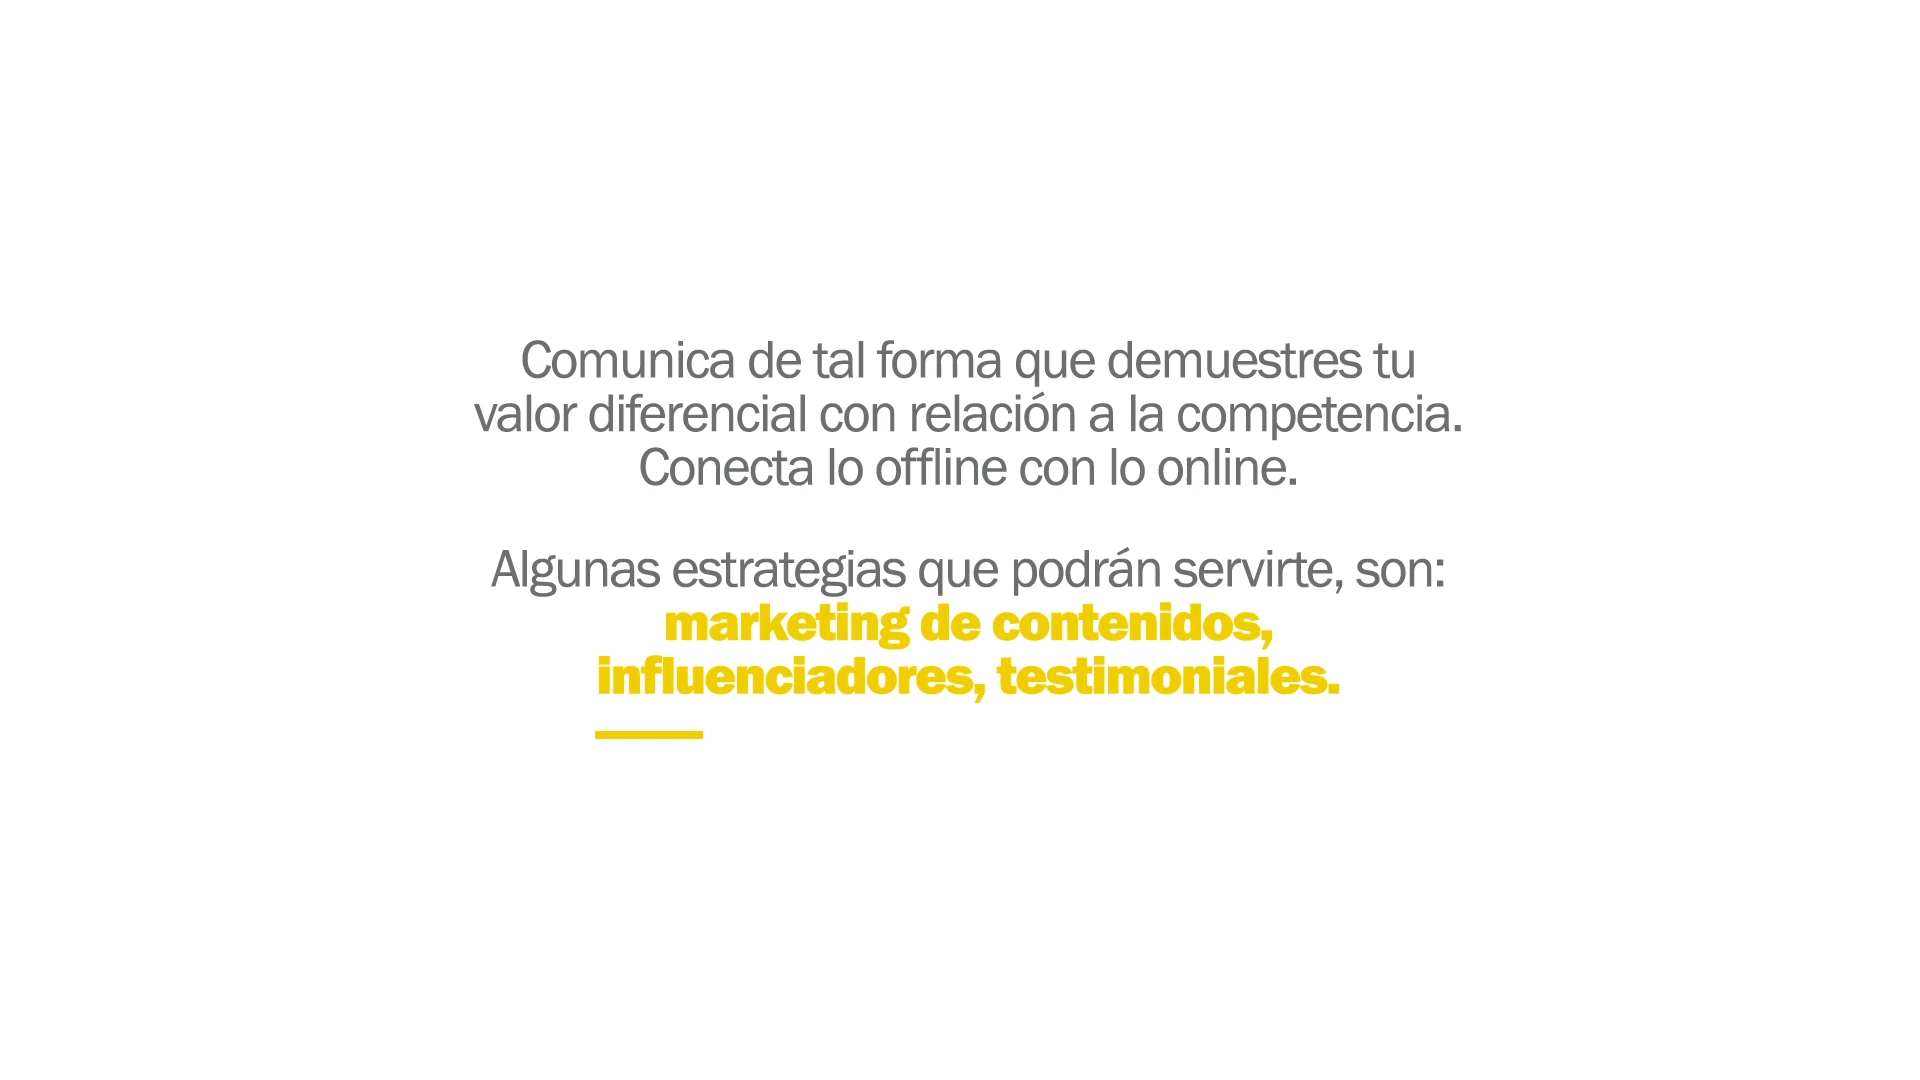 Comunica de tal forma que demuestres tu
valor diferencial con relación a la competencia.
Conecta lo offline con lo online.
Algunas estrategias que podrán servirte, son:
marketing de contenidos,
influenciadores, testimoniales.